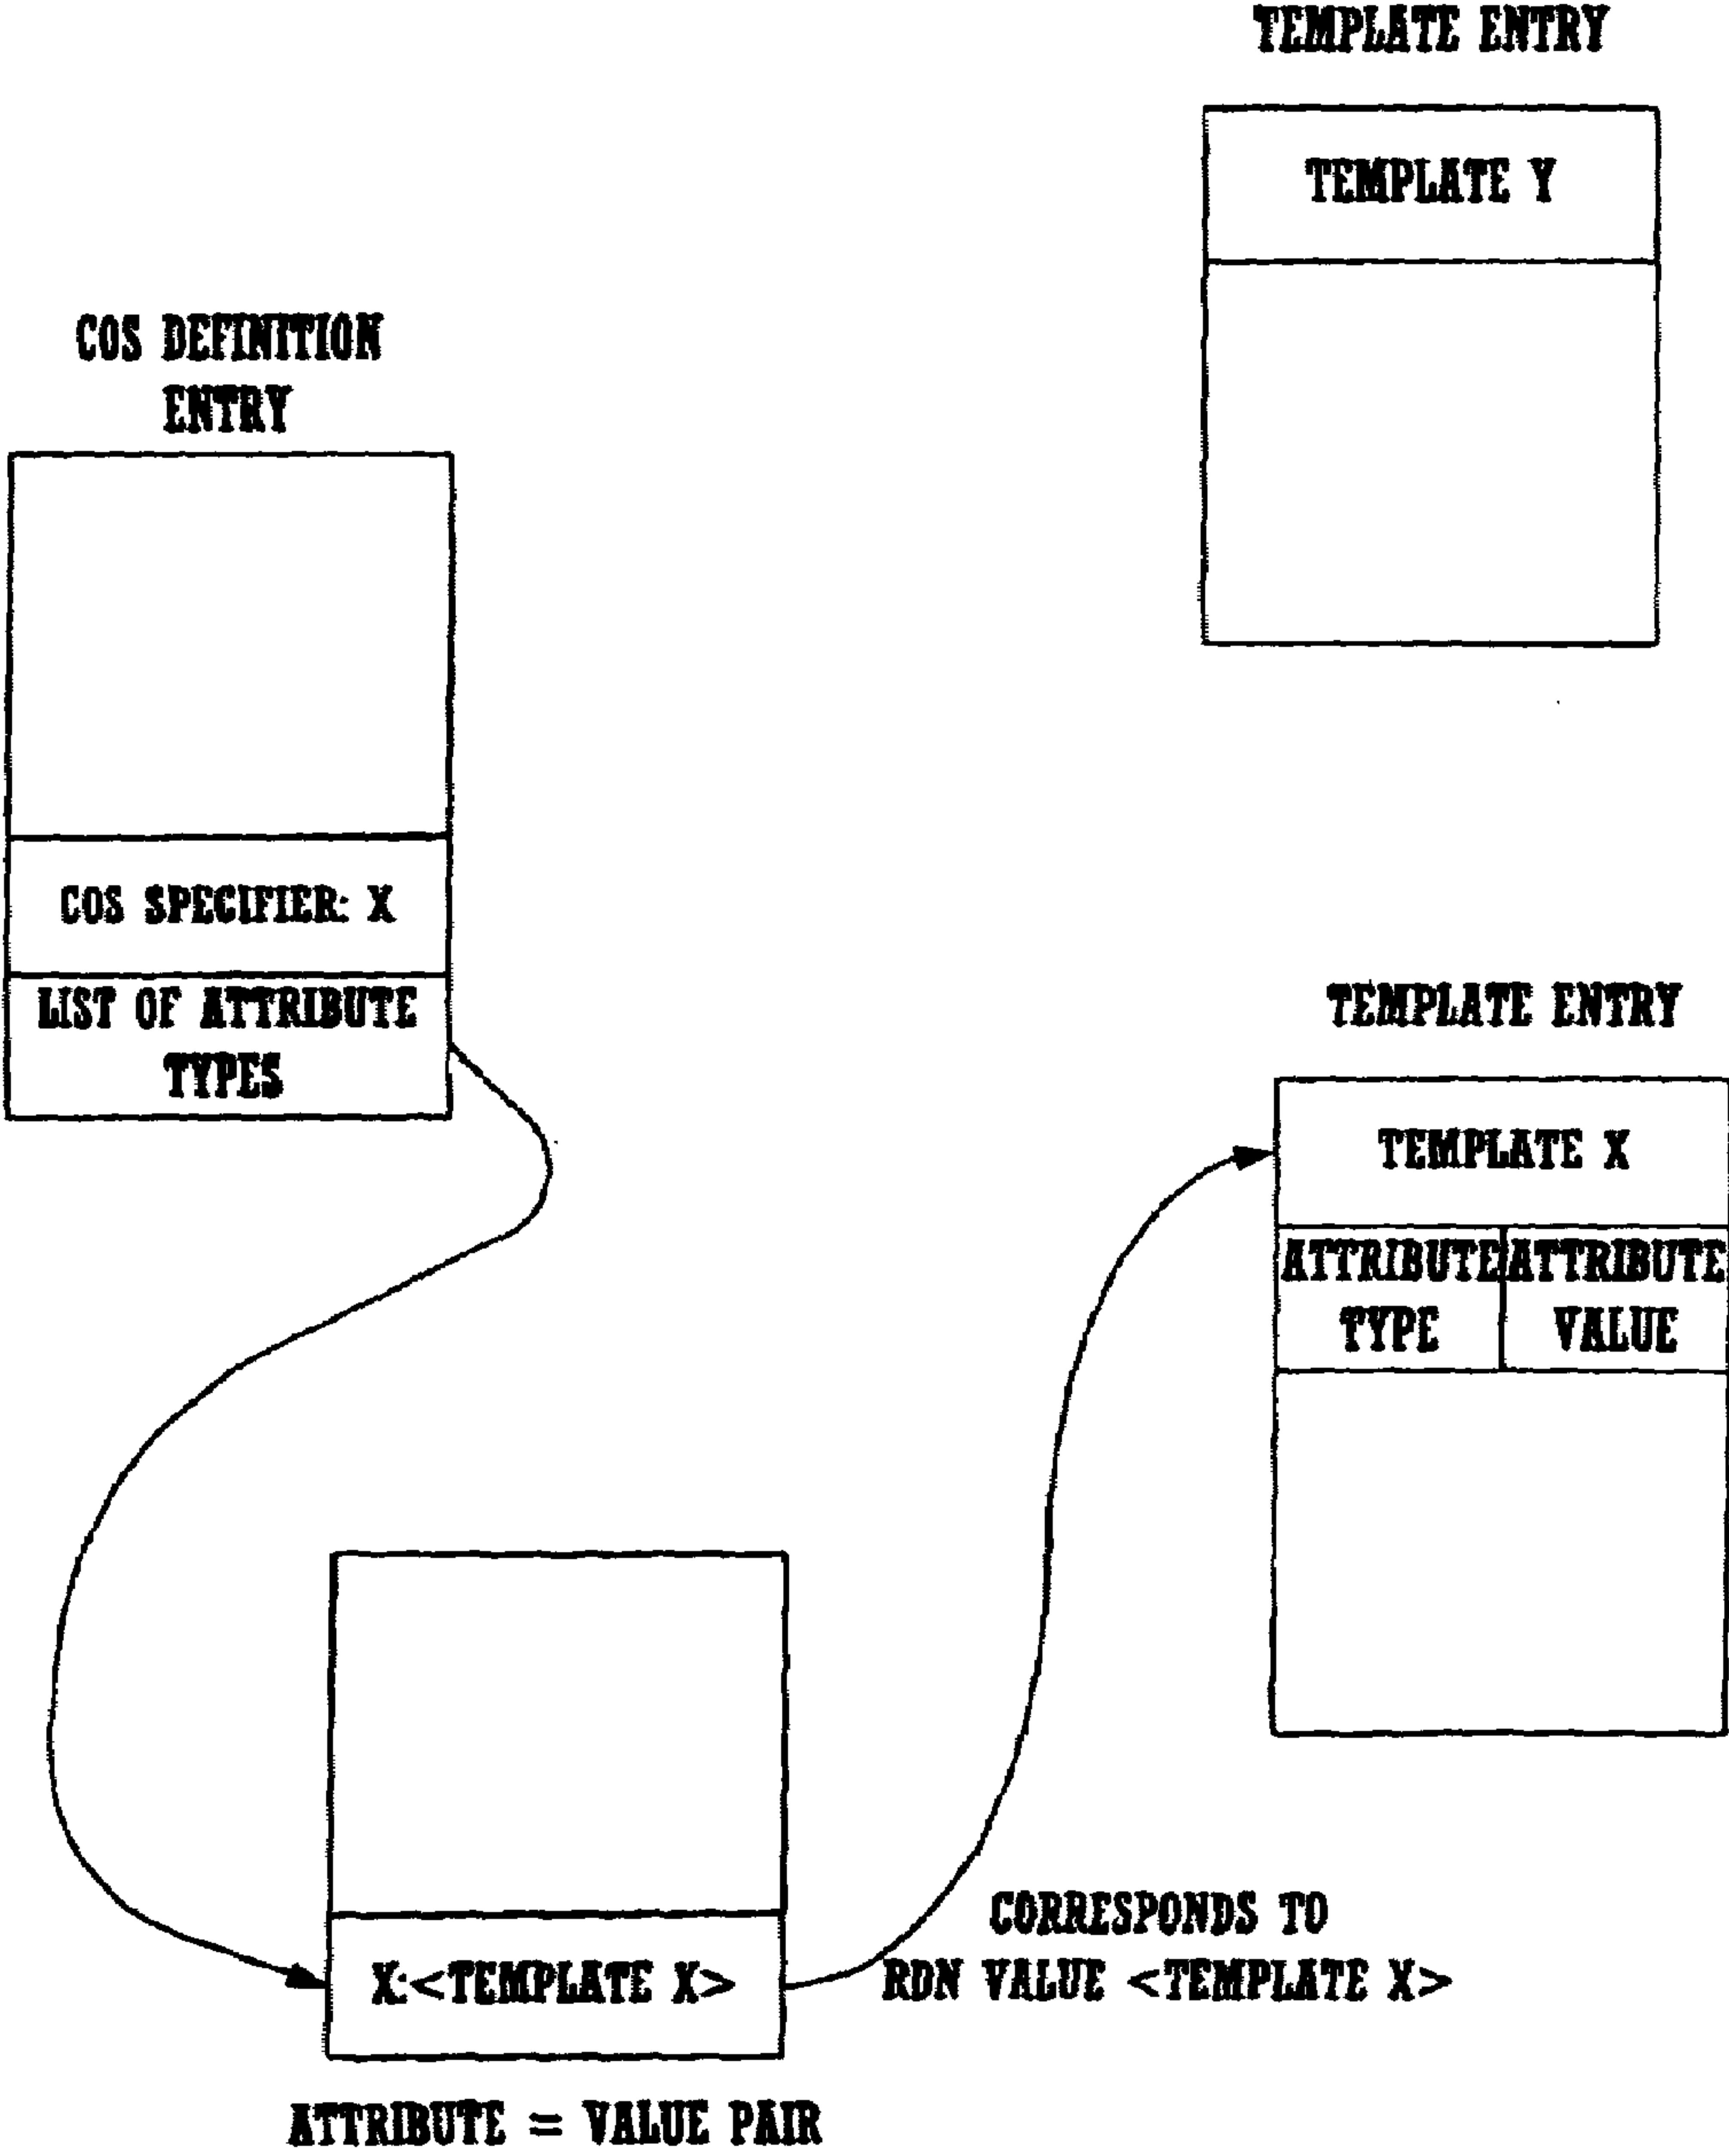 TEMPLATE ENTRY
TEMPLATE Y
COS DEFINITION
ENTRY
COS SPECIFIER: X
LIST OF ATTRIBUTE
TYPES
TEMPLATE ENTRY
TEMPLATE X
ATTRIBUTE
TYPE
ATTRIBUTE
VALUE
X:<TEMPLATE X>
CORRESPONDS TO
RDN VALUE <TEMPLATE X>
ATTRIBUTE = VALUE PAIR